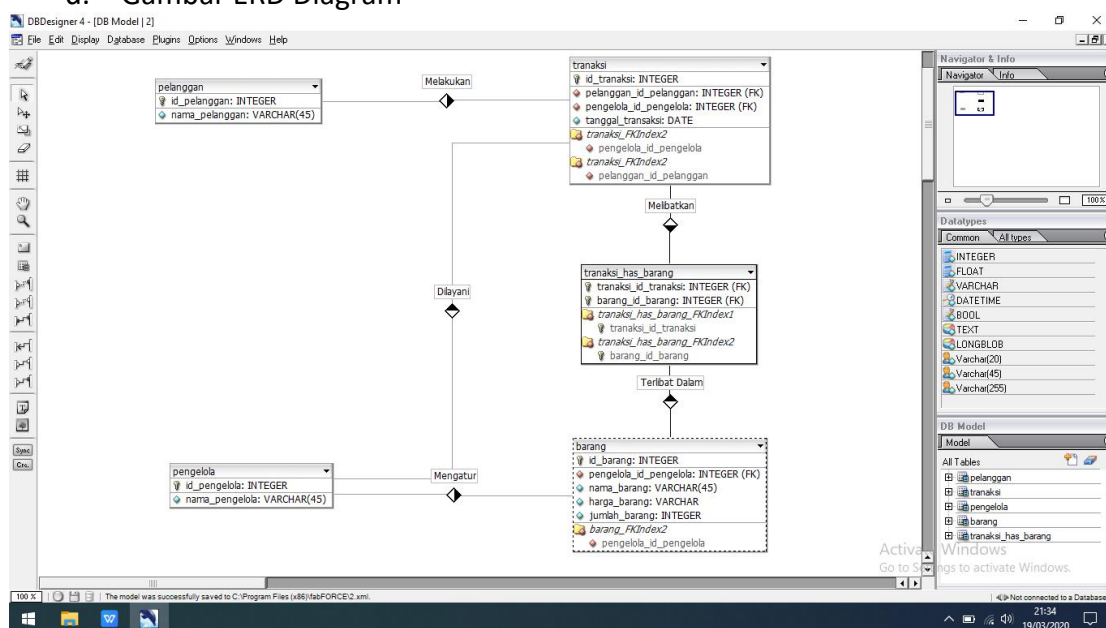 d. Gambar ERD Diagram
DBDesigner 4 - [DB Model | 2]
File Edit Display Database Plugins Options Windows Help
pelanggan
id_pelanggan: INTEGER
nama_pelanggan: VARCHAR(45)
Melakukan
tranaksi
id_tranaksi: INTEGER
pelanggan_id_pelanggan: INTEGER (FK)
pengelola_id_pengelola: INTEGER (FK)
tanggal_transaksi: DATE
tranaksi_FKIndex2
pengelola_id_pengelola
tranaksi_FKIndex2
pelanggan_id_pelanggan
Melibatkan
tranaksi_has_barang
tranaksi_id_tranaksi: INTEGER (FK)
barang_id_barang: INTEGER (FK)
tranaksi_has_barang_FKIndex1
tranaksi_id_tranaksi
tranaksi_has_barang_FKIndex2
barang_id_barang
Dilayani
Terlibat Dalam
pengelola
id_pengelola: INTEGER
nama_pengelola: VARCHAR(45)
Mengatur
barang
id_barang: INTEGER
pengelola_id_pengelola: INTEGER (FK)
nama_barang: VARCHAR(45)
harga_barang: VARCHAR
jumlah_barang: INTEGER
barang_FKIndex2
pengelola_id_pengelola
Sync
Navigator & Info
Navigator Info
100%
Datatypes
Common All types
INTEGER
FLOAT
VARCHAR
DATETIME
BOOL
TEXT
LONGBLOB
Varchar(20)
Varchar(45)
Varchar(255)
DB Model
Model
All Tables
pelanggan
tranaksi
pengelola
barang
tranaksi_has_barang
Activate Windows
Go to Settings to activate Windows.
100 % The model was successfully saved to C:\Program Files (x86)\fabFORCE\2.xml.
Not connected to a Database
21:34
19/03/2020